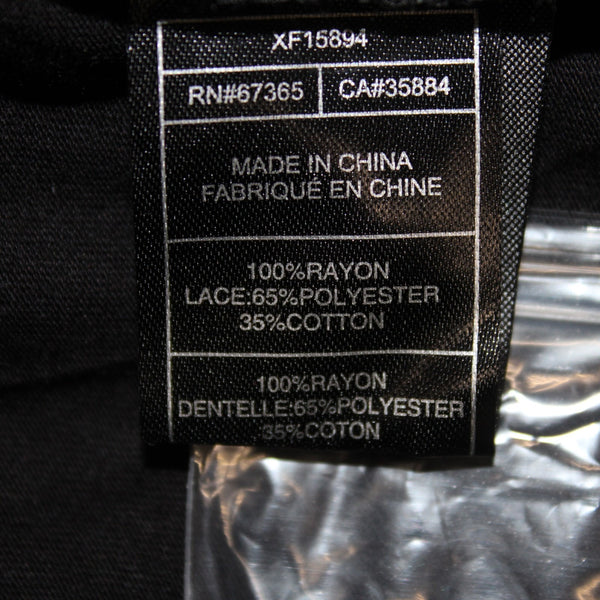 XF15894
RN#67365 CA#35884
MADE IN CHINA
FABRIQUÉ EN CHINE
100%RAYON
LACE:65%POLYESTER
35%COTTON
100%RAYON
DENTELLE:65%POLYESTER
35%COTON